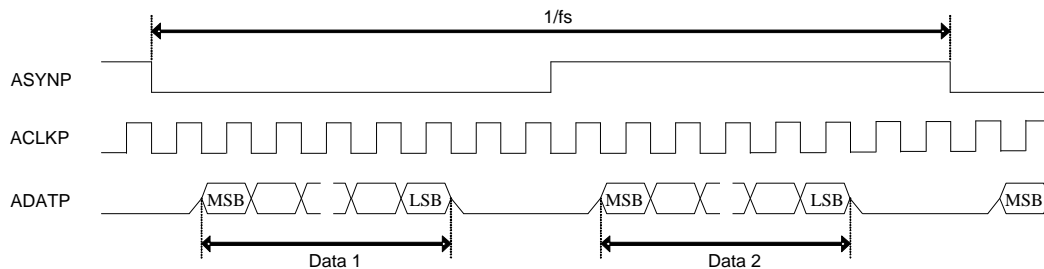 1/fs
ASYNP
ACLKP
ADATP MSB LSB MSB LSB MSB
Data 1 Data 2